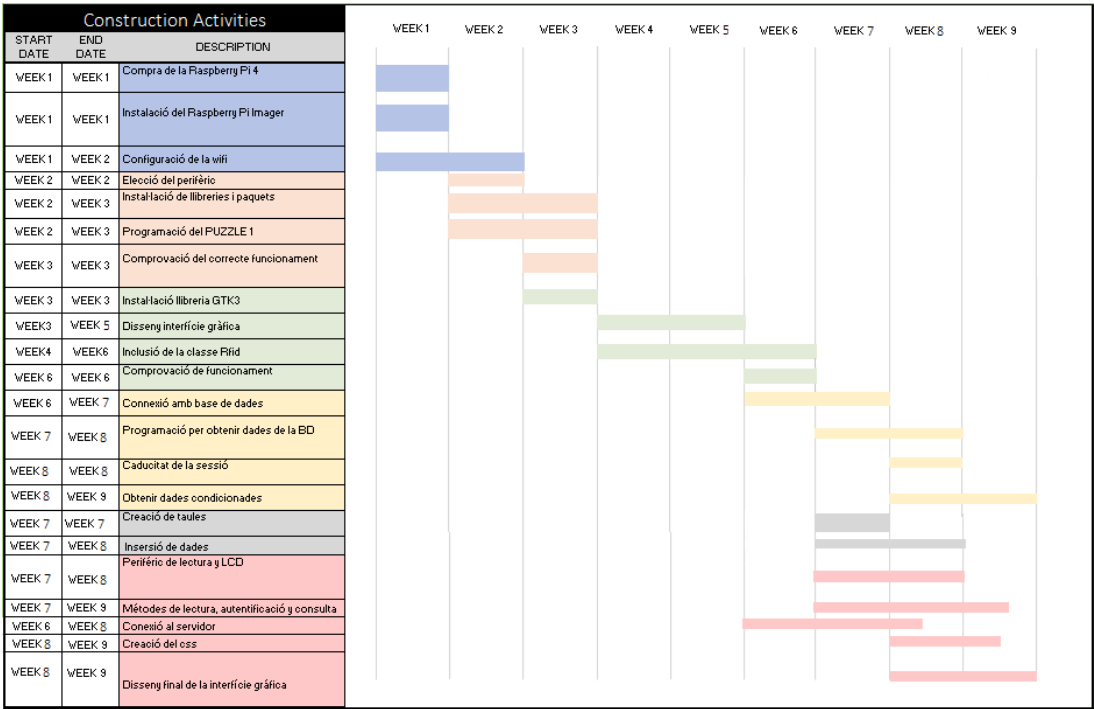 Construction Activities
WEEK 1 WEEK 2 WEEK 3 WEEK 4 WEEK 5 WEEK 6 WEEK 7 WEEK 8 WEEK 9
START DATE END DATE DESCRIPTION
WEEK 1 WEEK 1 Compra de la Raspberry Pi 4
WEEK 1 WEEK 1 Instalació del Raspberry Pi Imager
WEEK 1 WEEK 2 Configuració de la wifi
WEEK 2 WEEK 2 Elecció del perifèric
WEEK 2 WEEK 3 Instal·lació de llibreries i paquets
WEEK 2 WEEK 3 Programació del PUZZLE 1
WEEK 3 WEEK 3 Comprovació del correcte funcionament
WEEK 3 WEEK 3 Instal·lació llibreria GTK3
WEEK3 WEEK 5 Disseny interfície gràfica
WEEK4 WEEK6 Inclusió de la classe Rfid
WEEK 6 WEEK 6 Comprovació de funcionament
WEEK 6 WEEK 7 Connexió amb base de dades
WEEK 7 WEEK 8 Programació per obtenir dades de la BD
WEEK 8 WEEK 8 Caducitat de la sessió
WEEK 8 WEEK 9 Obtenir dades condicionades
WEEK 7 WEEK 7 Creació de taules
WEEK 7 WEEK 8 Insersió de dades
WEEK 7 WEEK 8 Periféric de lectura y LCD
WEEK 7 WEEK 9 Métodes de lectura, autentificació y consulta
WEEK 6 WEEK 8 Conexió al servidor
WEEK 8 WEEK 9 Creació del css
WEEK 8 WEEK 9 Disseny final de la interfície gráfica